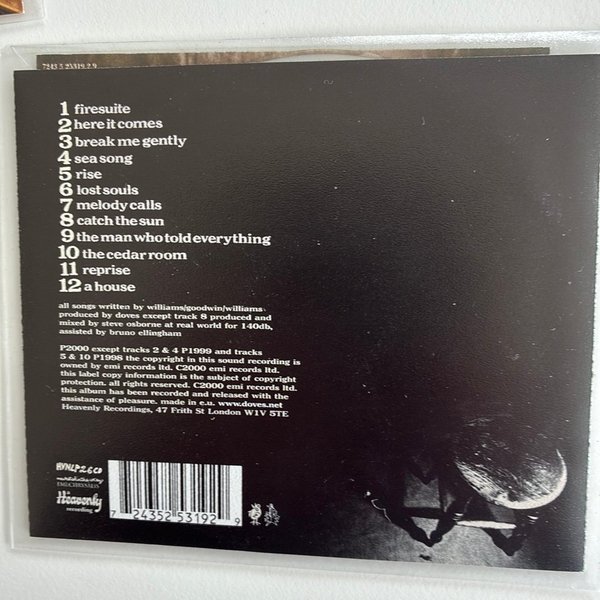 7243 5 25319 2 9
1 firesuite
2 here it comes
3 break me gently
4 sea song
5 rise
6 lost souls
7 melody calls
8 catch the sun
9 the man who told everything
10 the cedar room
11 reprise
12 a house
all songs written by williams/goodwin/williams
produced by doves except track 8 produced and
mixed by steve osborne at real world for 140db,
assisted by bruno ellingham
P2000 except tracks 2 & 4 P1999 and tracks
5 & 10 P1998 the copyright in this sound recording is
owned by emi records ltd. C2000 emi records ltd.
this label copy information is the subject of copyright
protection. all rights reserved. C2000 emi records ltd.
this album has been recorded and released with the
assistance of pleasure. made in e.u. www.doves.net
Heavenly Recordings, 47 Frith St London W1V 5TE
HVNLP26CD
EMI:CHRYSALIS
Heavenly
recording
7 24352 53192 9